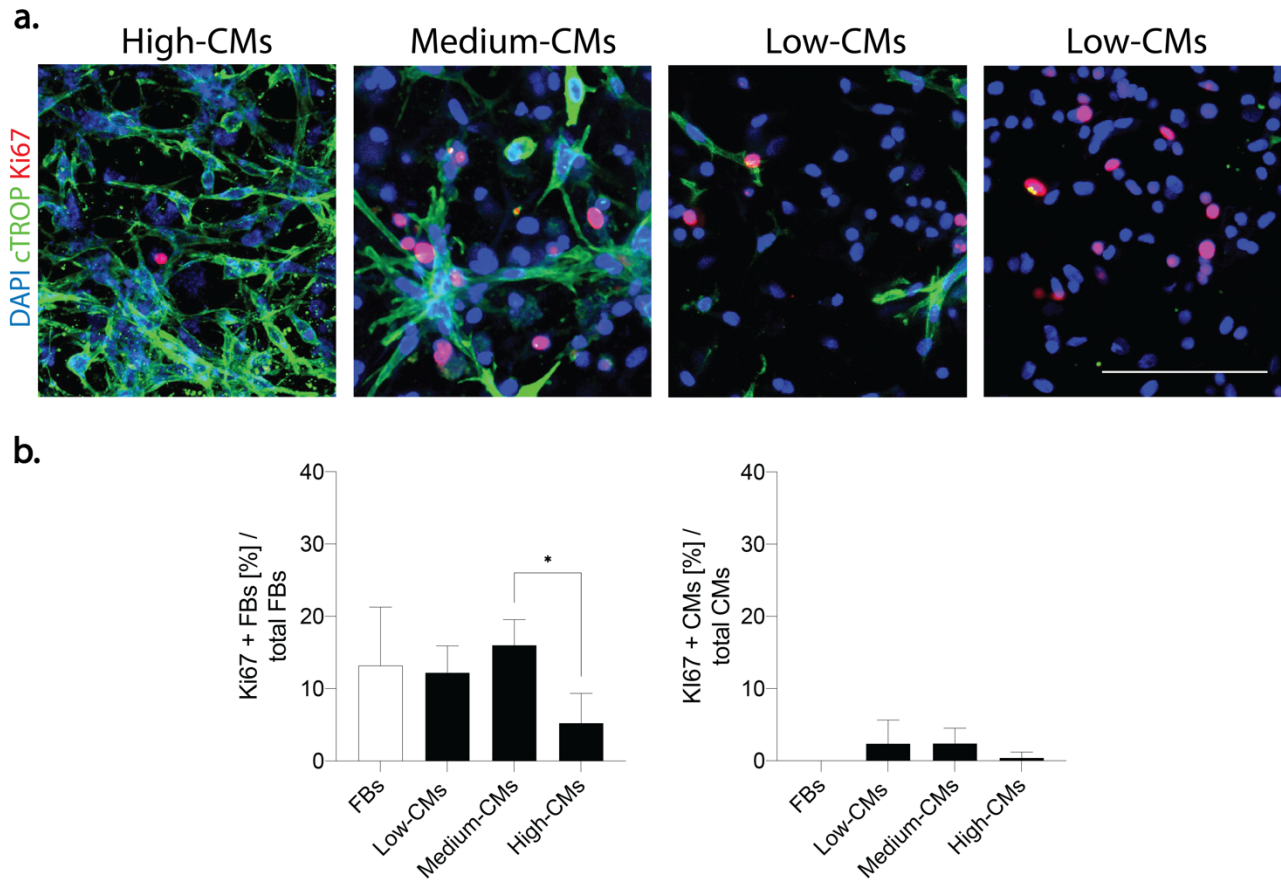 a.
High-CMs
Medium-CMs
Low-CMs
Low-CMs
DAPI cTROP Ki67
b.
Ki67 + FBs [%] /
total FBs
40
30
20
10
0
*
FBs
Low-CMs
Medium-CMs
High-CMs
KI67 + CMs [%] /
total CMs
40
30
20
10
0
FBs
Low-CMs
Medium-CMs
High-CMs